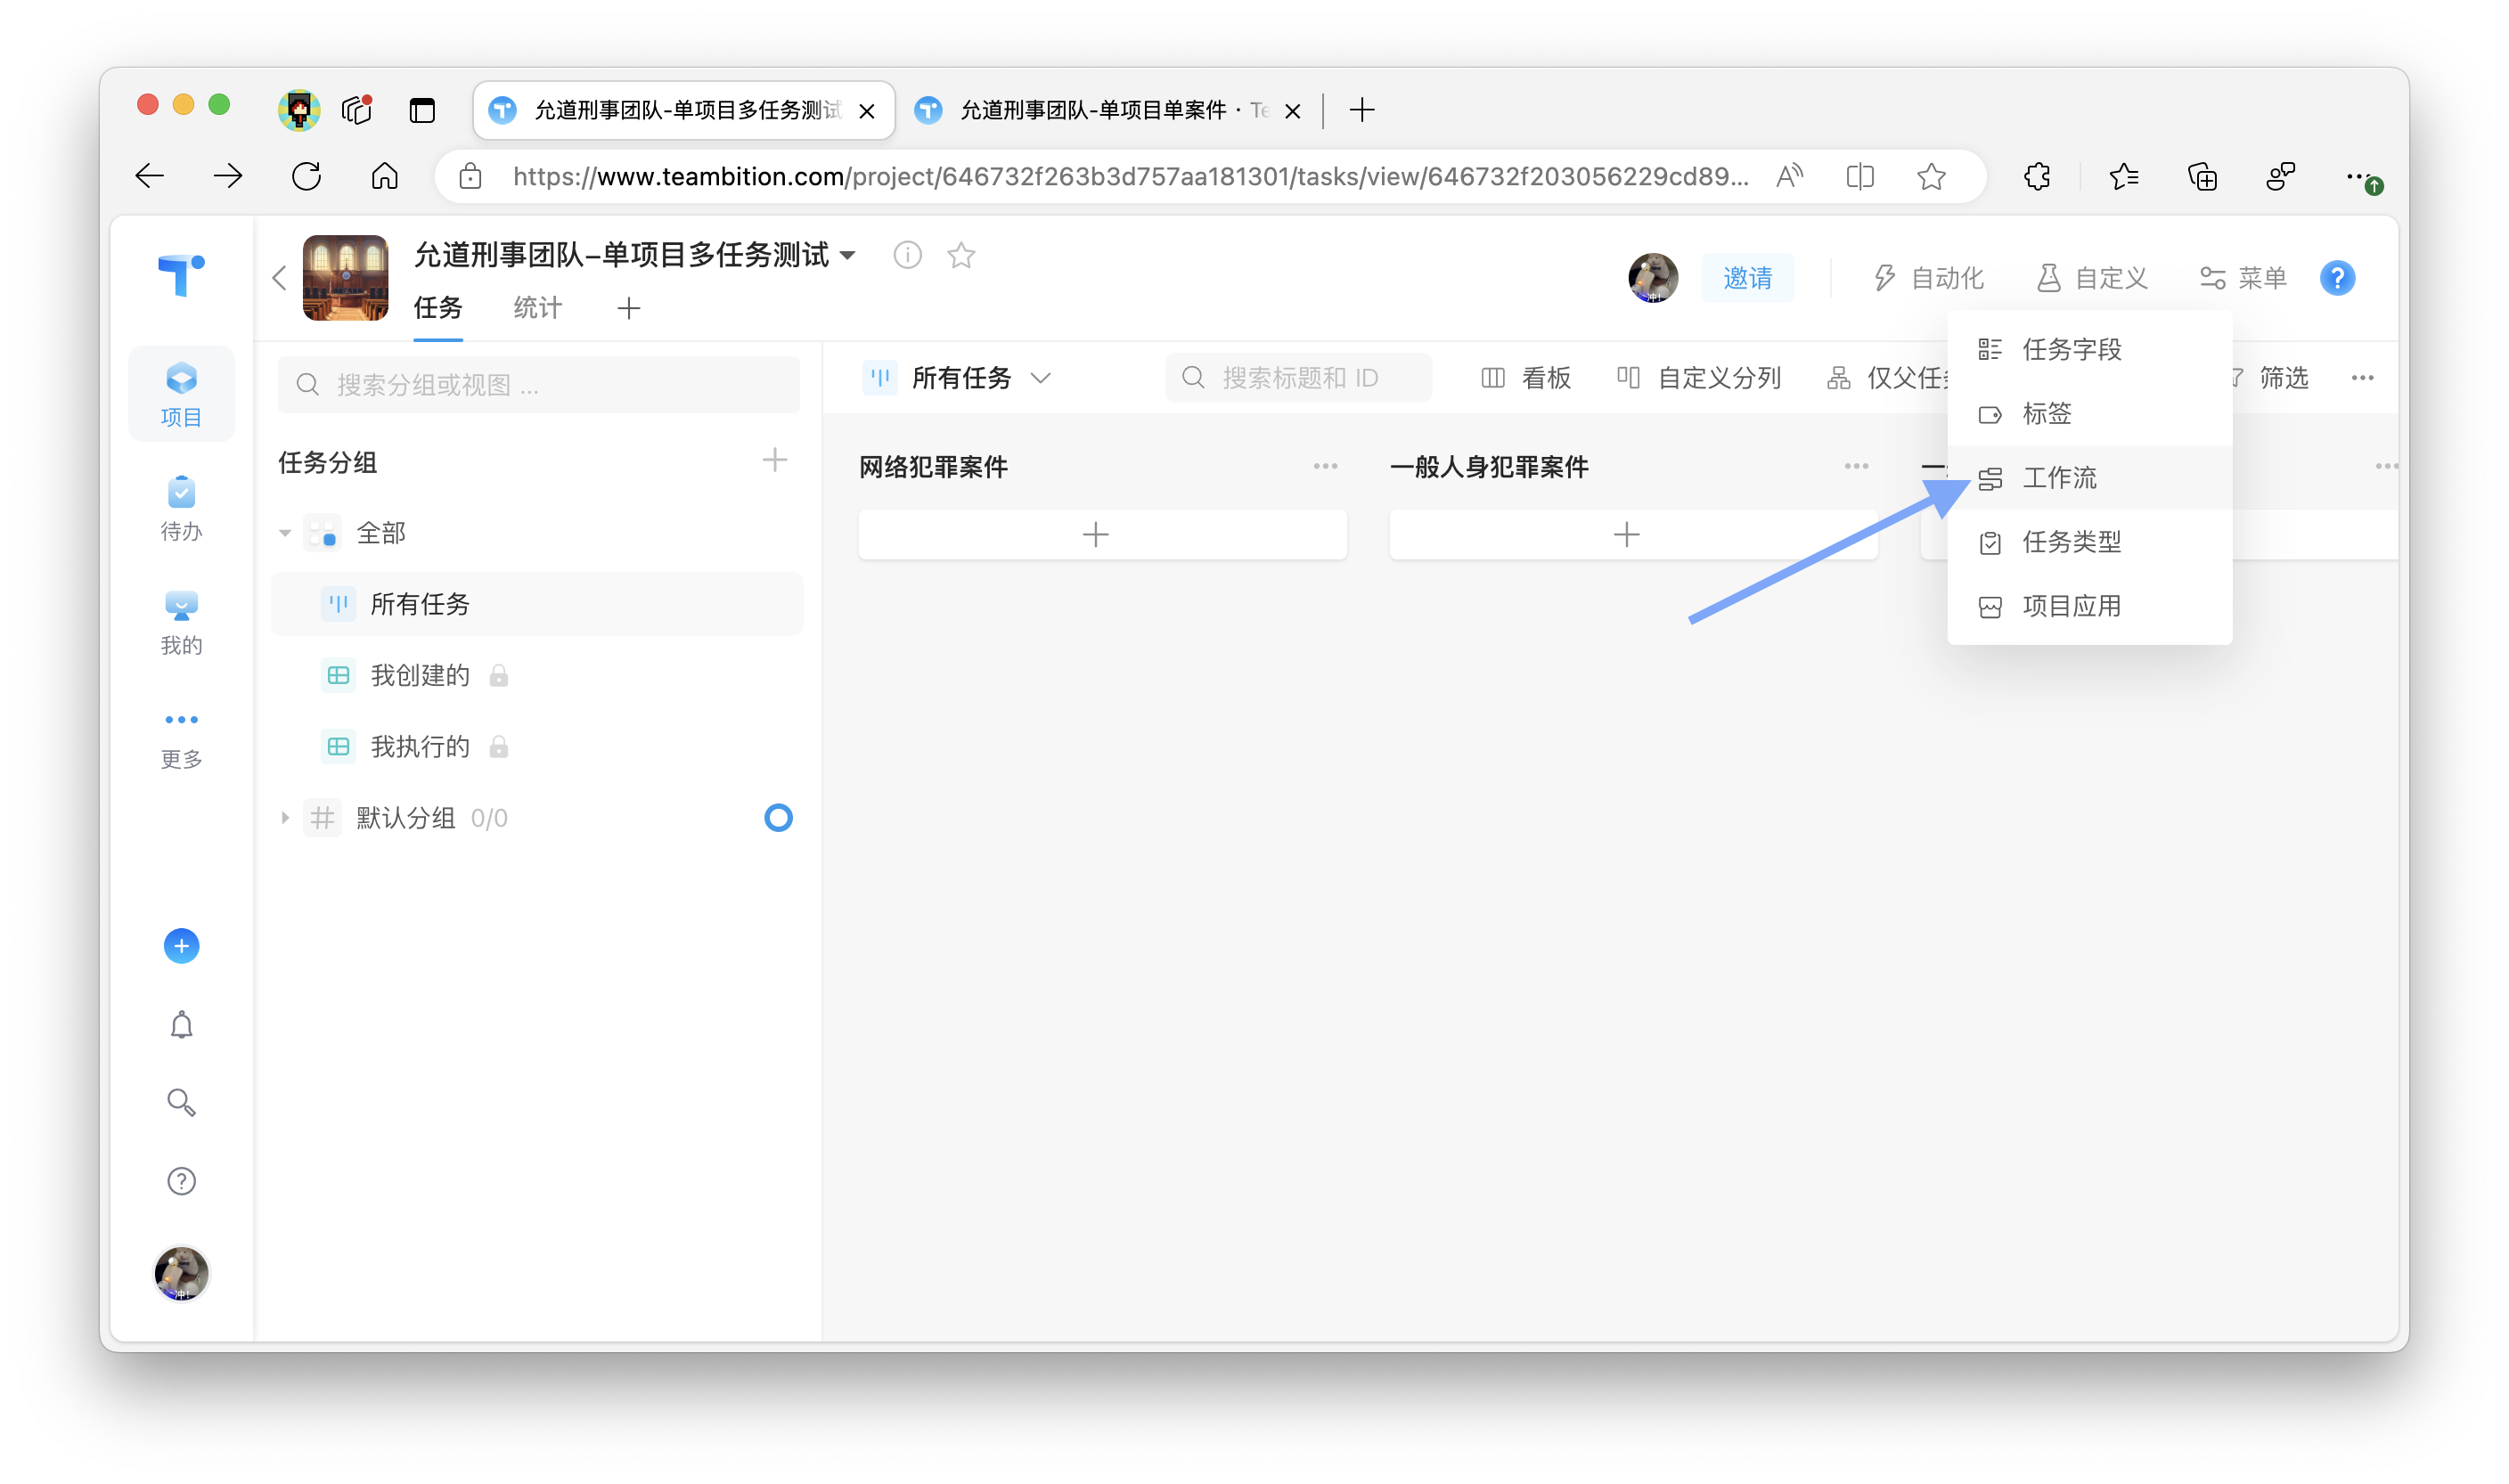 允道刑事团队-单项目多任务测试
允道刑事团队-单项目单案件 · Te
https://www.teambition.com/project/646732f263b3d757aa181301/tasks/view/646732f203056229cd89...
允道刑事团队-单项目多任务测试
任务 统计
邀请 自动化 自定义 菜单
项目
待办
我的
更多
搜索分组或视图 ...
任务分组
全部
所有任务
我创建的
我执行的
默认分组 0/0
所有任务
搜索标题和 ID
看板 自定义分列 仅父任 筛选
网络犯罪案件
一般人身犯罪案件
任务字段
标签
工作流
任务类型
项目应用
冲!
冲!